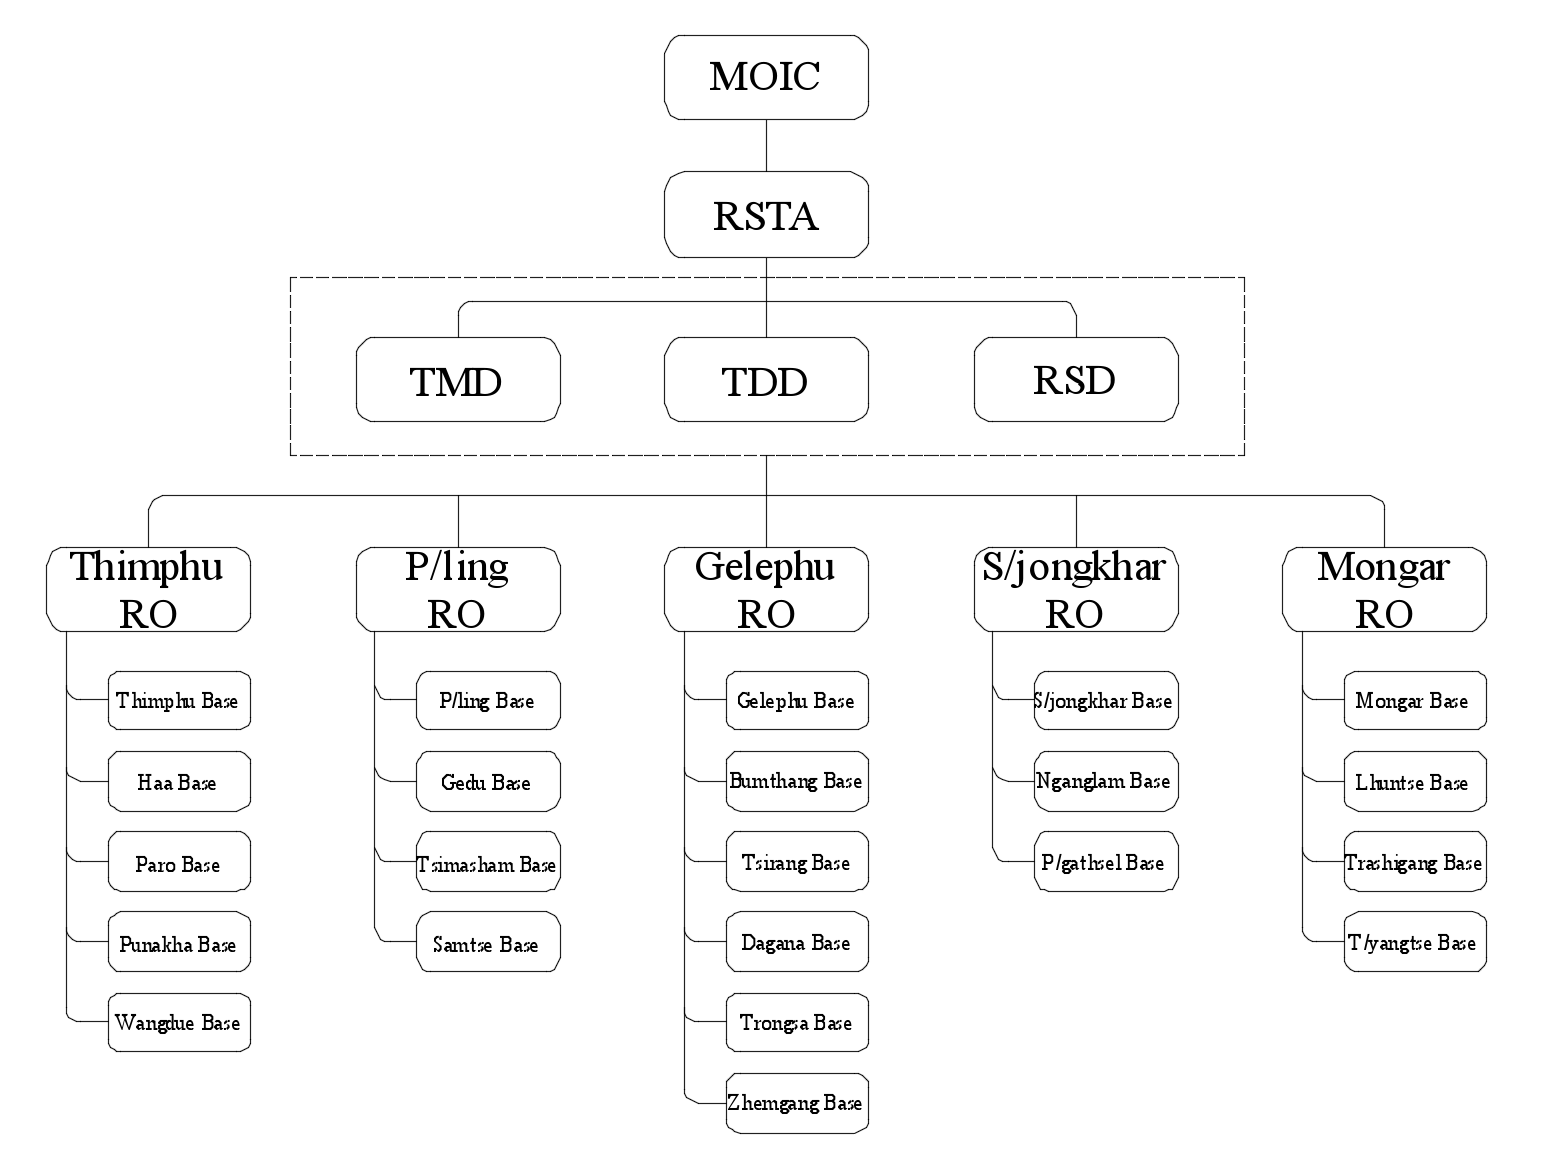 MOIC
RSTA
TMD
TDD
RSD
Thimphu
RO
P/ling
RO
Gelephu
RO
S/jongkhar
RO
Mongar
RO
Thimphu Base
Haa Base
Paro Base
Punakha Base
Wangdue Base
P/ling Base
Gedu Base
Tsimasham Base
Samtse Base
Gelephu Base
Bumthang Base
Tsirang Base
Dagana Base
Trongsa Base
Zhemgang Base
S/jongkhar Base
Nganglam Base
P/gathsel Base
Mongar Base
Lhuntse Base
Trashigang Base
T/yangtse Base